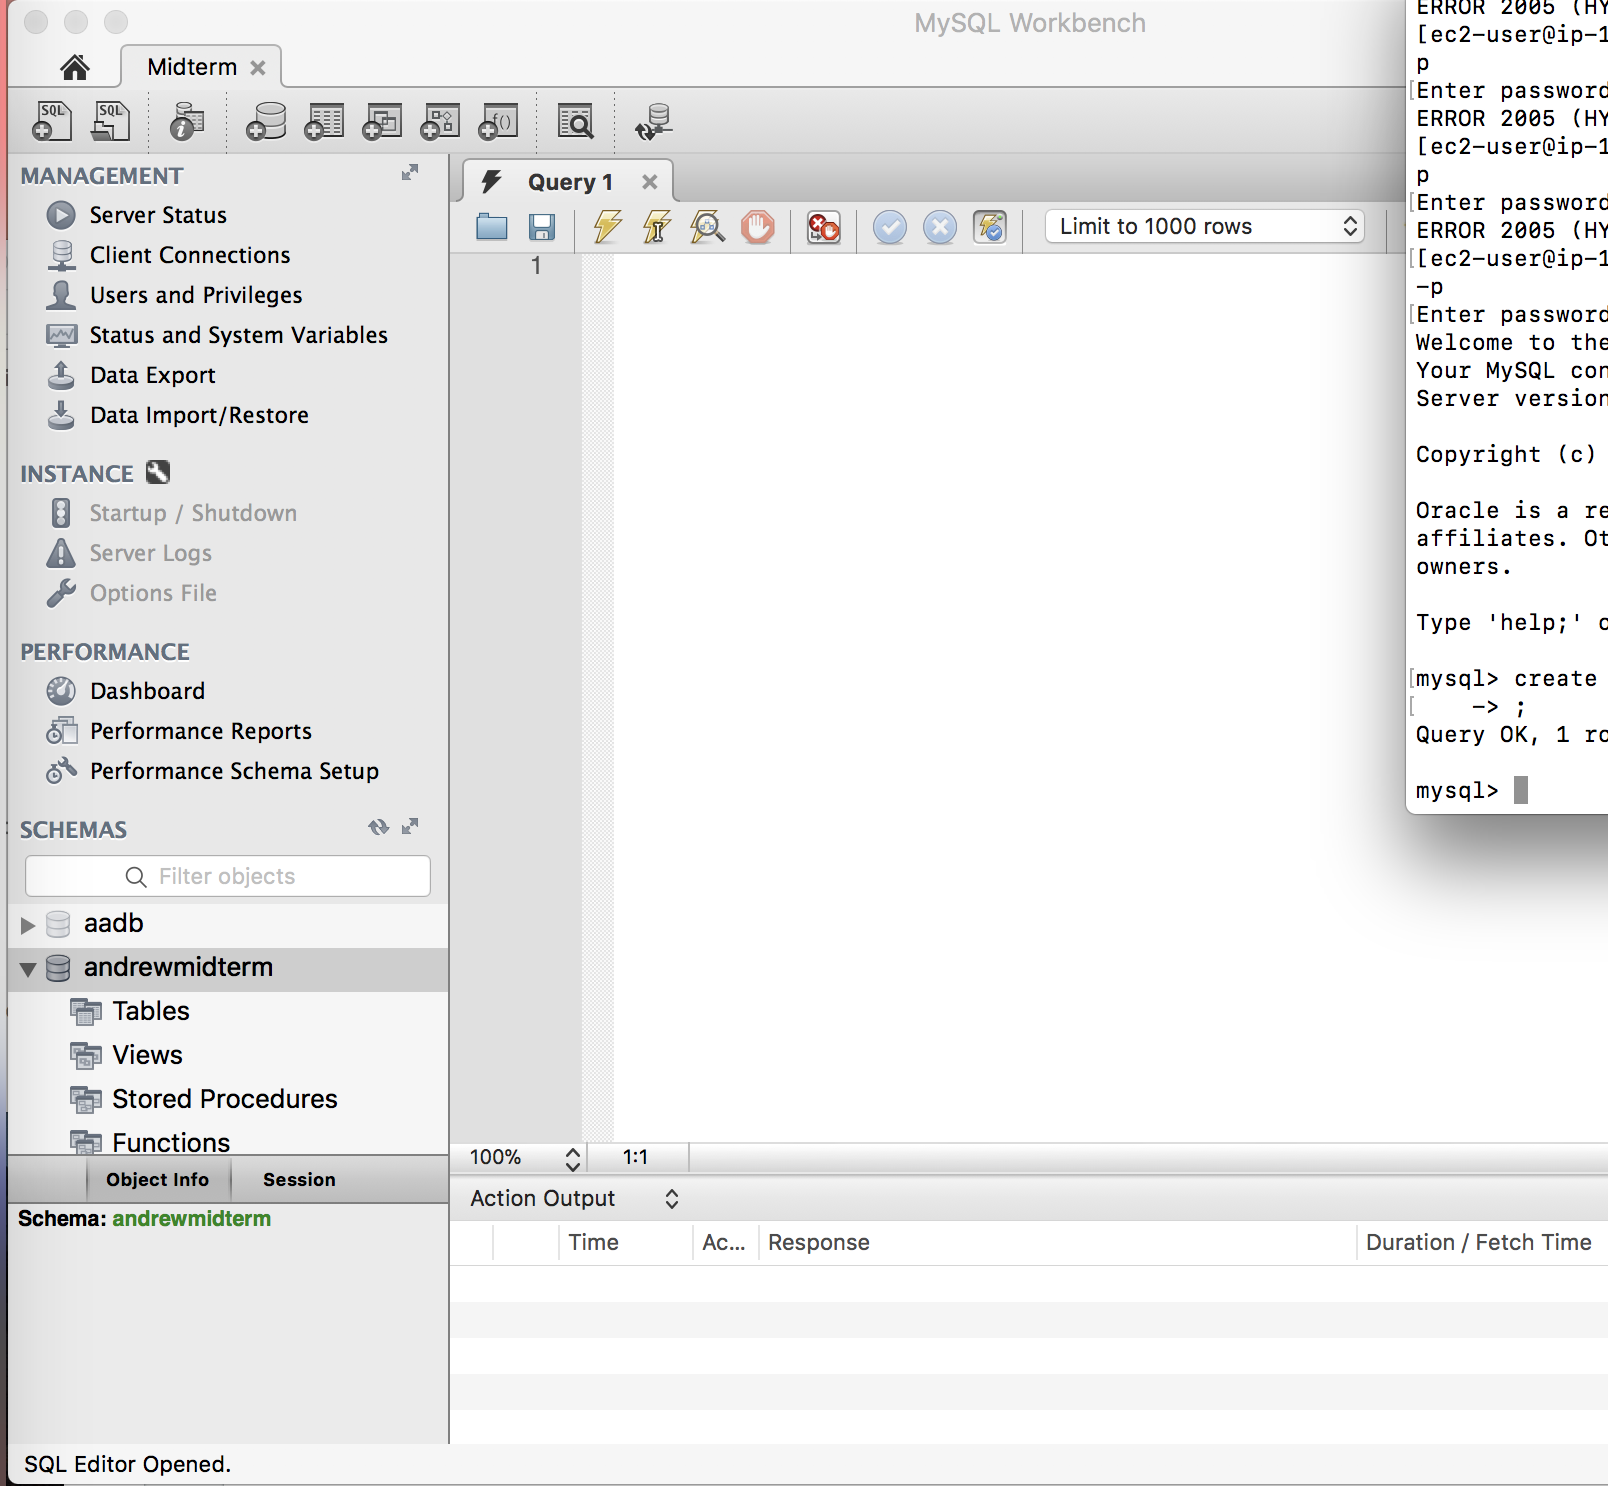 MySQL Workbench
Midterm
SQL
SQL
f()
MANAGEMENT
Server Status
Client Connections
Users and Privileges
Status and System Variables
Data Export
Data Import/Restore
INSTANCE
Startup / Shutdown
Server Logs
Options File
PERFORMANCE
Dashboard
Performance Reports
Performance Schema Setup
SCHEMAS
Filter objects
aadb
andrewmidterm
Tables
Views
Stored Procedures
Functions
Object Info Session
Schema: andrewmidterm
SQL Editor Opened.
Query 1
Limit to 1000 rows
1
100% 1:1
Action Output
Time Ac... Response Duration / Fetch Time
ERROR 2005 (HY
[ec2-user@ip-1
p
[Enter password
ERROR 2005 (HY
[ec2-user@ip-1
p
[Enter password
ERROR 2005 (HY
[[ec2-user@ip-1
-p
[Enter password
Welcome to the
Your MySQL con
Server version
Copyright (c)
Oracle is a re
affiliates. Ot
owners.
Type 'help;' o
[mysql> create
[ -> ;
Query OK, 1 ro
mysql>